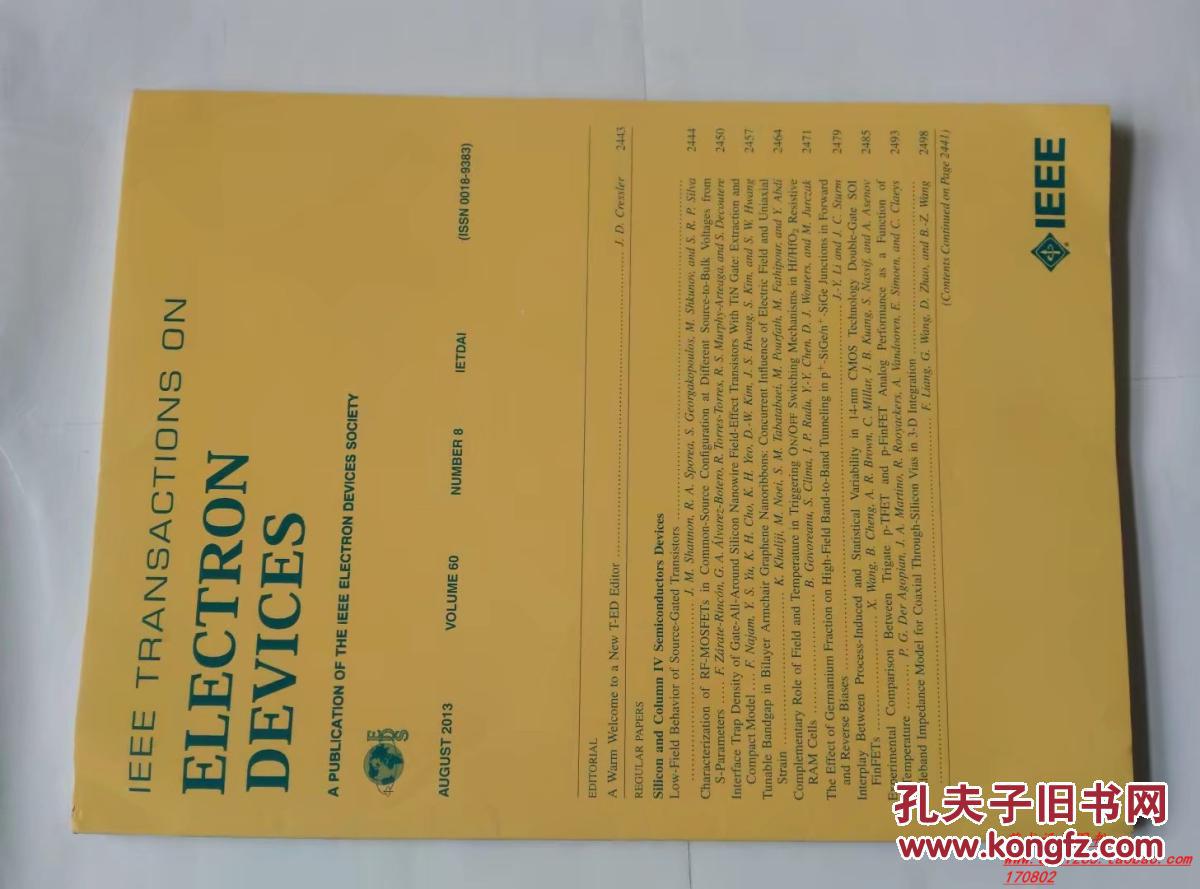 IEEE TRANSACTIONS ON
ELECTRON
DEVICES
A PUBLICATION OF THE IEEE ELECTRON DEVICES SOCIETY
EDS
AUGUST 2013 VOLUME 60 NUMBER 8 IETDAI (ISSN 0018-9383)
EDITORIAL
A Warm Welcome to a New T-ED Editor ........ J. D. Cressler 2443
REGULAR PAPERS
Silicon and Column IV Semiconductors Devices
Low-Field Behavior of Source-Gated Transistors ........
........ J. M. Shannon, R. A. Sporea, S. Georgakopoulos, M. Shkunov, and S. R. P. Silva 2444
Characterization of RF-MOSFETs in Common-Source Configuration at Different Source-to-Bulk Voltages from
S-Parameters .... F. Zárate-Rincón, G. A. Álvarez-Botero, R. Torres-Torres, R. S. Murphy-Arteaga, and S. Decoutere 2450
Interface Trap Density of Gate-All-Around Silicon Nanowire Field-Effect Transistors With TiN Gate: Extraction and
Compact Model .... F. Najam, Y. S. Yu, K. H. Cho, K. H. Yeo, D.-W. Kim, J. S. Hwang, S. Kim, and S. W. Hwang 2457
Tunable Bandgap in Bilayer Armchair Graphene Nanoribbons: Concurrent Influence of Electric Field and Uniaxial
Strain ........ K. Khaliji, M. Noei, S. M. Tabatabaei, M. Pourfath, M. Fathipour, and Y. Abdi 2464
Complementary Role of Field and Temperature in Triggering ON/OFF Switching Mechanisms in Hf/HfO2 Resistive
RAM Cells ........ B. Govoreanu, S. Clima, I. P. Radu, Y.-Y. Chen, D. J. Wouters, and M. Jurczak 2471
The Effect of Germanium Fraction on High-Field Band-to-Band Tunneling in p+-SiGe/n+-SiGe Junctions in Forward
and Reverse Biases ........ J.-Y. Li and J. C. Sturm 2479
Interplay Between Process-Induced and Statistical Variability in 14-nm CMOS Technology Double-Gate SOI
FinFETs ........ X. Wang, B. Cheng, A. R. Brown, C. Millar, J. B. Kuang, S. Nassif, and A. Asenov 2485
Experimental Comparison Between Trigate p-TFET and p-FinFET Analog Performance as a Function of
Temperature ........ P. G. Der Agopian, J. A. Martino, R. Rooyackers, A. Vandooren, E. Simoen, and C. Claeys 2493
Wideband Impedance Model for Coaxial Through-Silicon Vias in 3-D Integration ........
........ F. Liang, G. Wang, D. Zhao, and B.-Z. Wang 2498
(Contents Continued on Page 2441)
IEEE
孔夫子旧书网
www.kongfz.com
170802